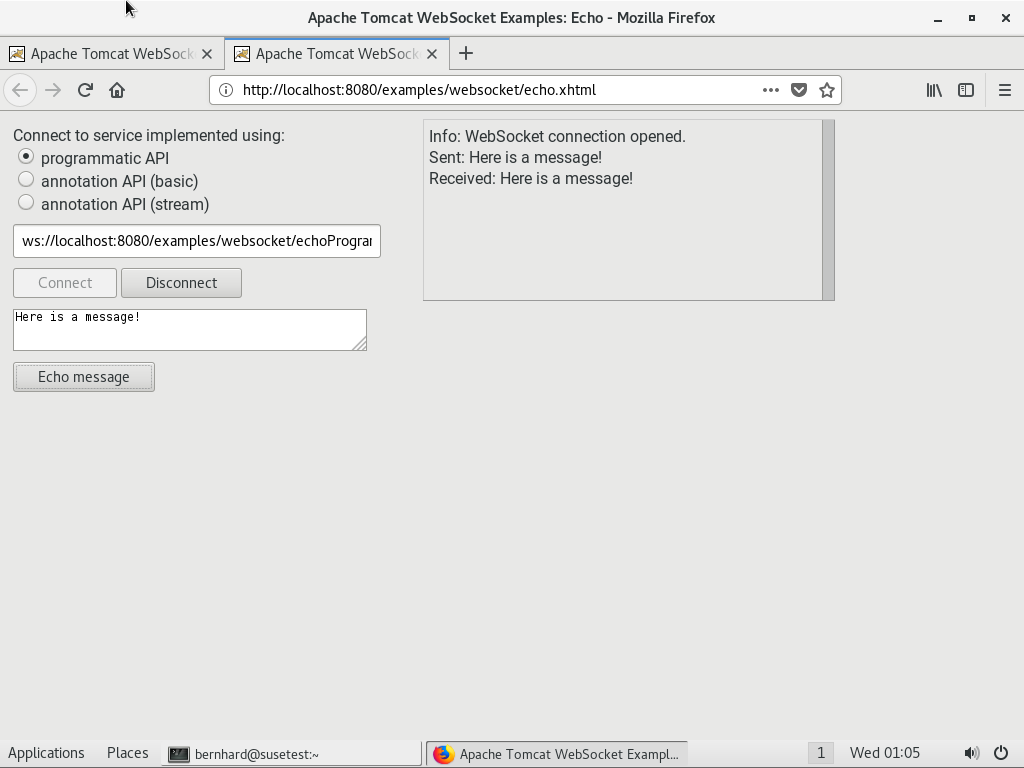 Apache Tomcat WebSocket Examples: Echo - Mozilla Firefox
Apache Tomcat WebSock
Apache Tomcat WebSock
http://localhost:8080/examples/websocket/echo.xhtml
Connect to service implemented using:
programmatic API
annotation API (basic)
annotation API (stream)
ws://localhost:8080/examples/websocket/echoProgram
Connect
Disconnect
Here is a message!
Echo message
Info: WebSocket connection opened.
Sent: Here is a message!
Received: Here is a message!
Applications
Places
bernhard@susetest:~
Apache Tomcat WebSocket Exampl...
1
Wed 01:05